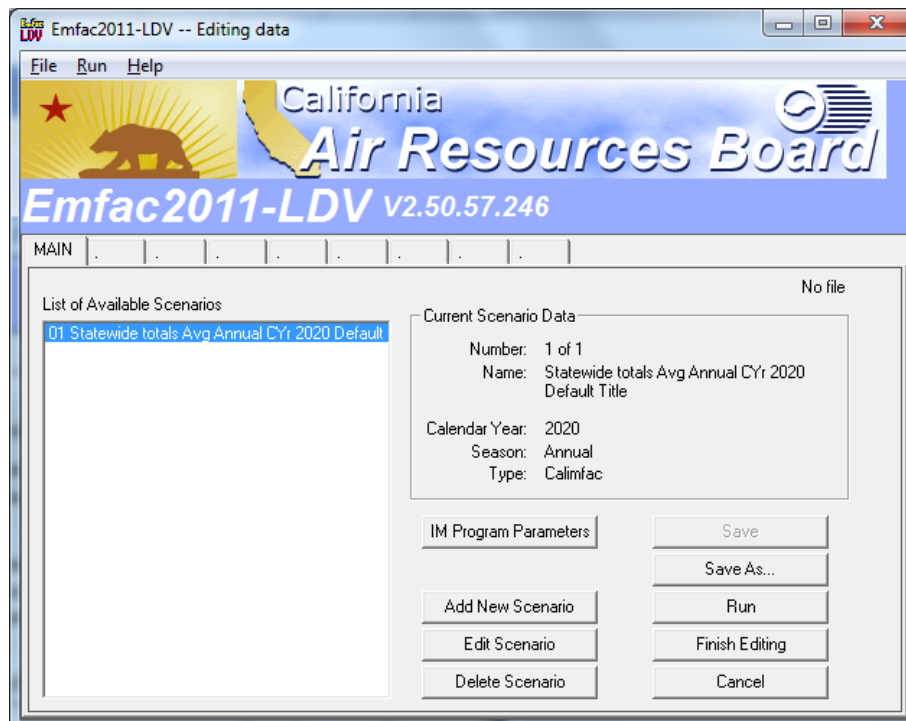 Emfac2011-LDV -- Editing data
File Run Help
California
Air Resources Board
Emfac2011-LDV V2.50.57.246
MAIN . . . . . . . .
No file
List of Available Scenarios
01 Statewide totals Avg Annual CYr 2020 Default
Current Scenario Data
Number: 1 of 1
Name: Statewide totals Avg Annual CYr 2020
Default Title
Calendar Year: 2020
Season: Annual
Type: Calimfac
IM Program Parameters
Save
Save As...
Add New Scenario
Run
Edit Scenario
Finish Editing
Delete Scenario
Cancel